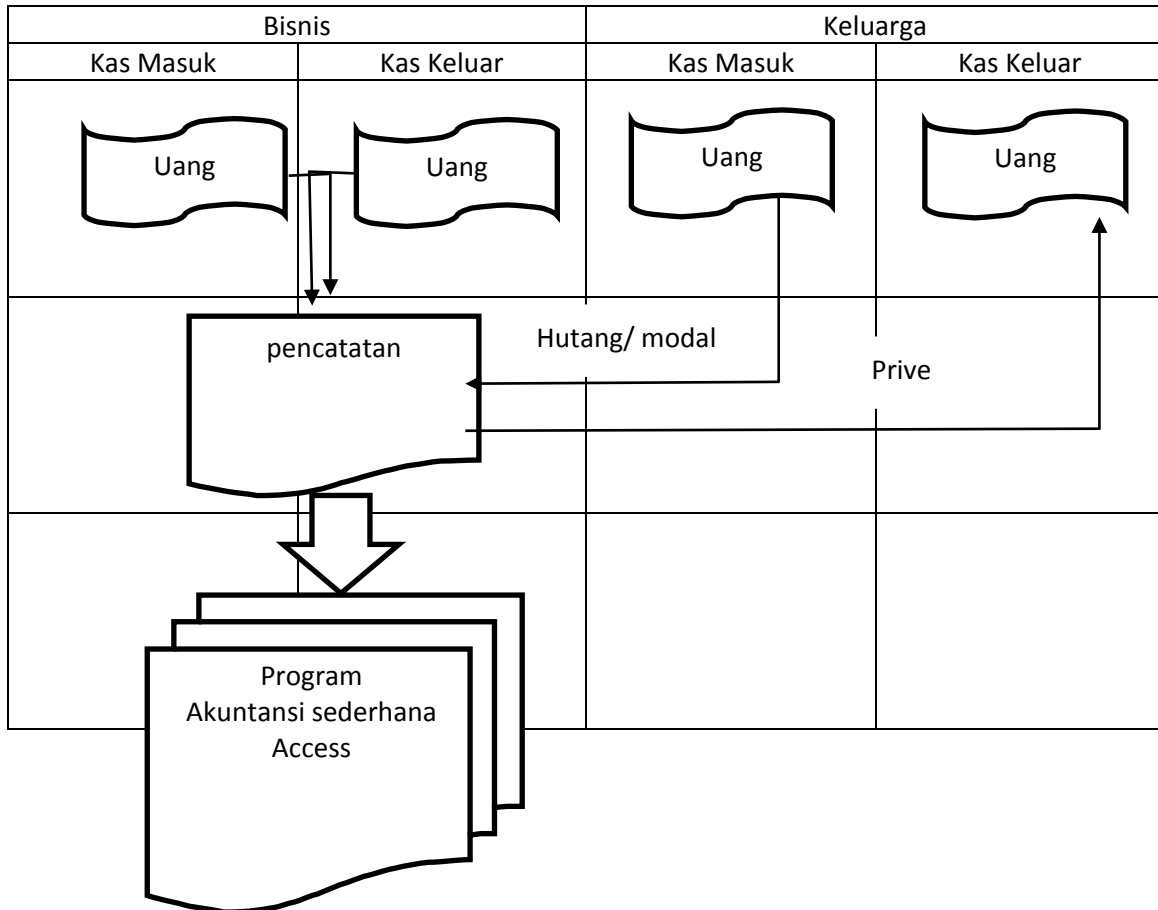 Bisnis
Keluarga
Kas Masuk
Kas Keluar
Kas Masuk
Kas Keluar
Uang
Uang
Uang
Uang
pencatatan
Hutang/ modal
Prive
Program
Akuntansi sederhana
Access